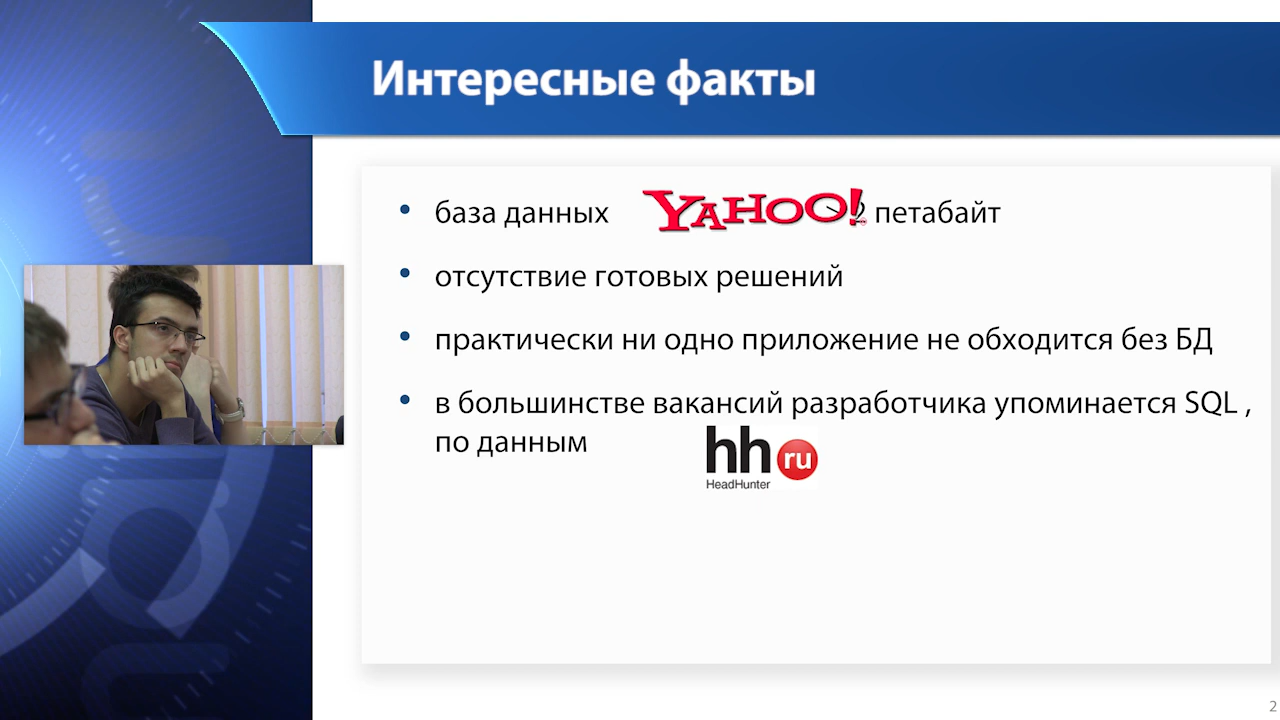 Интересные факты
• база данных YAHOO! ~ 2 петабайт
• отсутствие готовых решений
• практически ни одно приложение не обходится без БД
• в большинстве вакансий разработчика упоминается SQL ,
по данным hh ru
HeadHunter
2